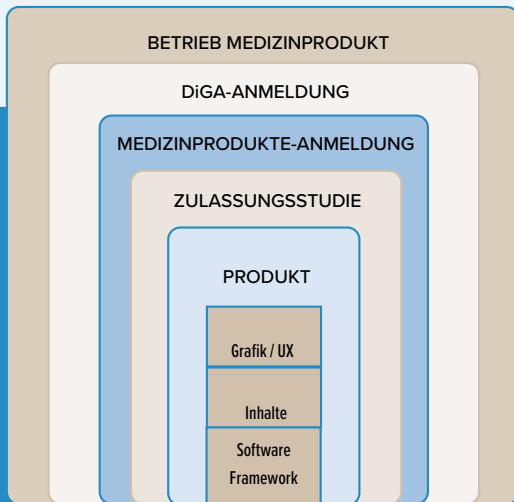 BETRIEB MEDIZINPRODUKT
DiGA-ANMELDUNG
MEDIZINPRODUKTE-ANMELDUNG
ZULASSUNGSSTUDIE
PRODUKT
Grafik / UX
Inhalte
Software
Framework